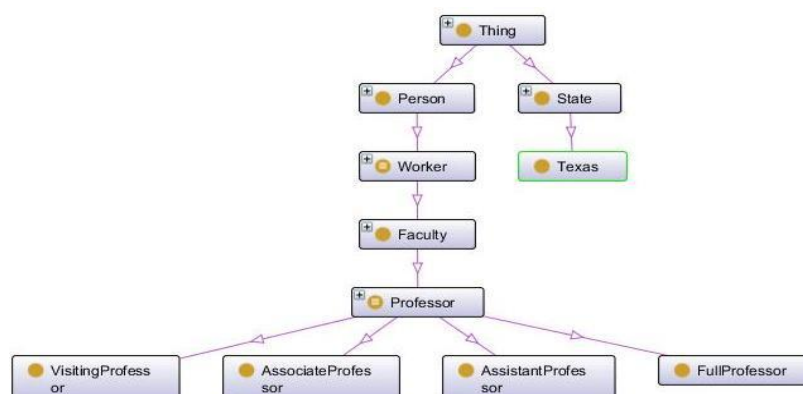 Thing
Person
State
Worker
Texas
Faculty
Professor
VisitingProfess
or
AssociateProfes
sor
AssistantProfes
sor
FullProfessor